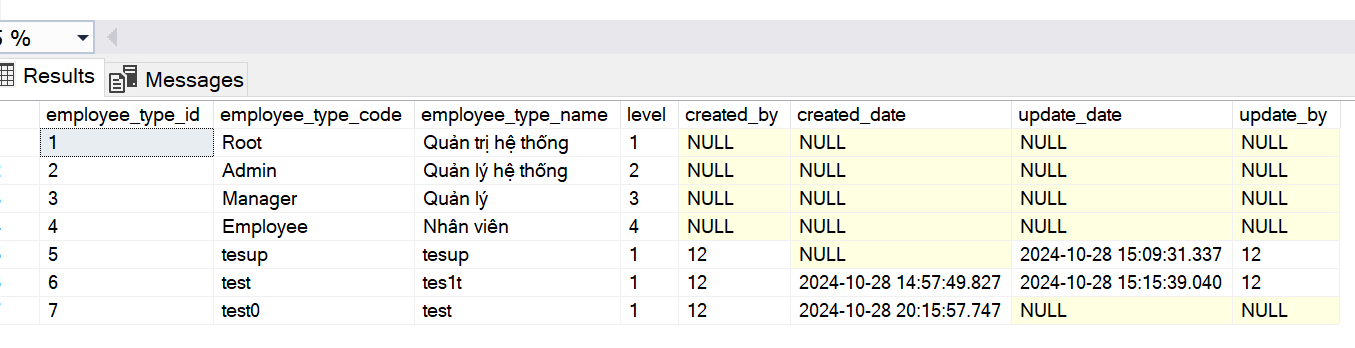 %
Results Messages
employee_type_id employee_type_code employee_type_name level created_by created_date update_date update_by
1 Root Quản trị hệ thống 1 NULL NULL NULL NULL
2 Admin Quản lý hệ thống 2 NULL NULL NULL NULL
3 Manager Quản lý 3 NULL NULL NULL NULL
4 Employee Nhân viên 4 NULL NULL NULL NULL
5 tesup tesup 1 12 NULL 2024-10-28 15:09:31.337 12
6 test tes1t 1 12 2024-10-28 14:57:49.827 2024-10-28 15:15:39.040 12
7 test0 test 1 12 2024-10-28 20:15:57.747 NULL NULL